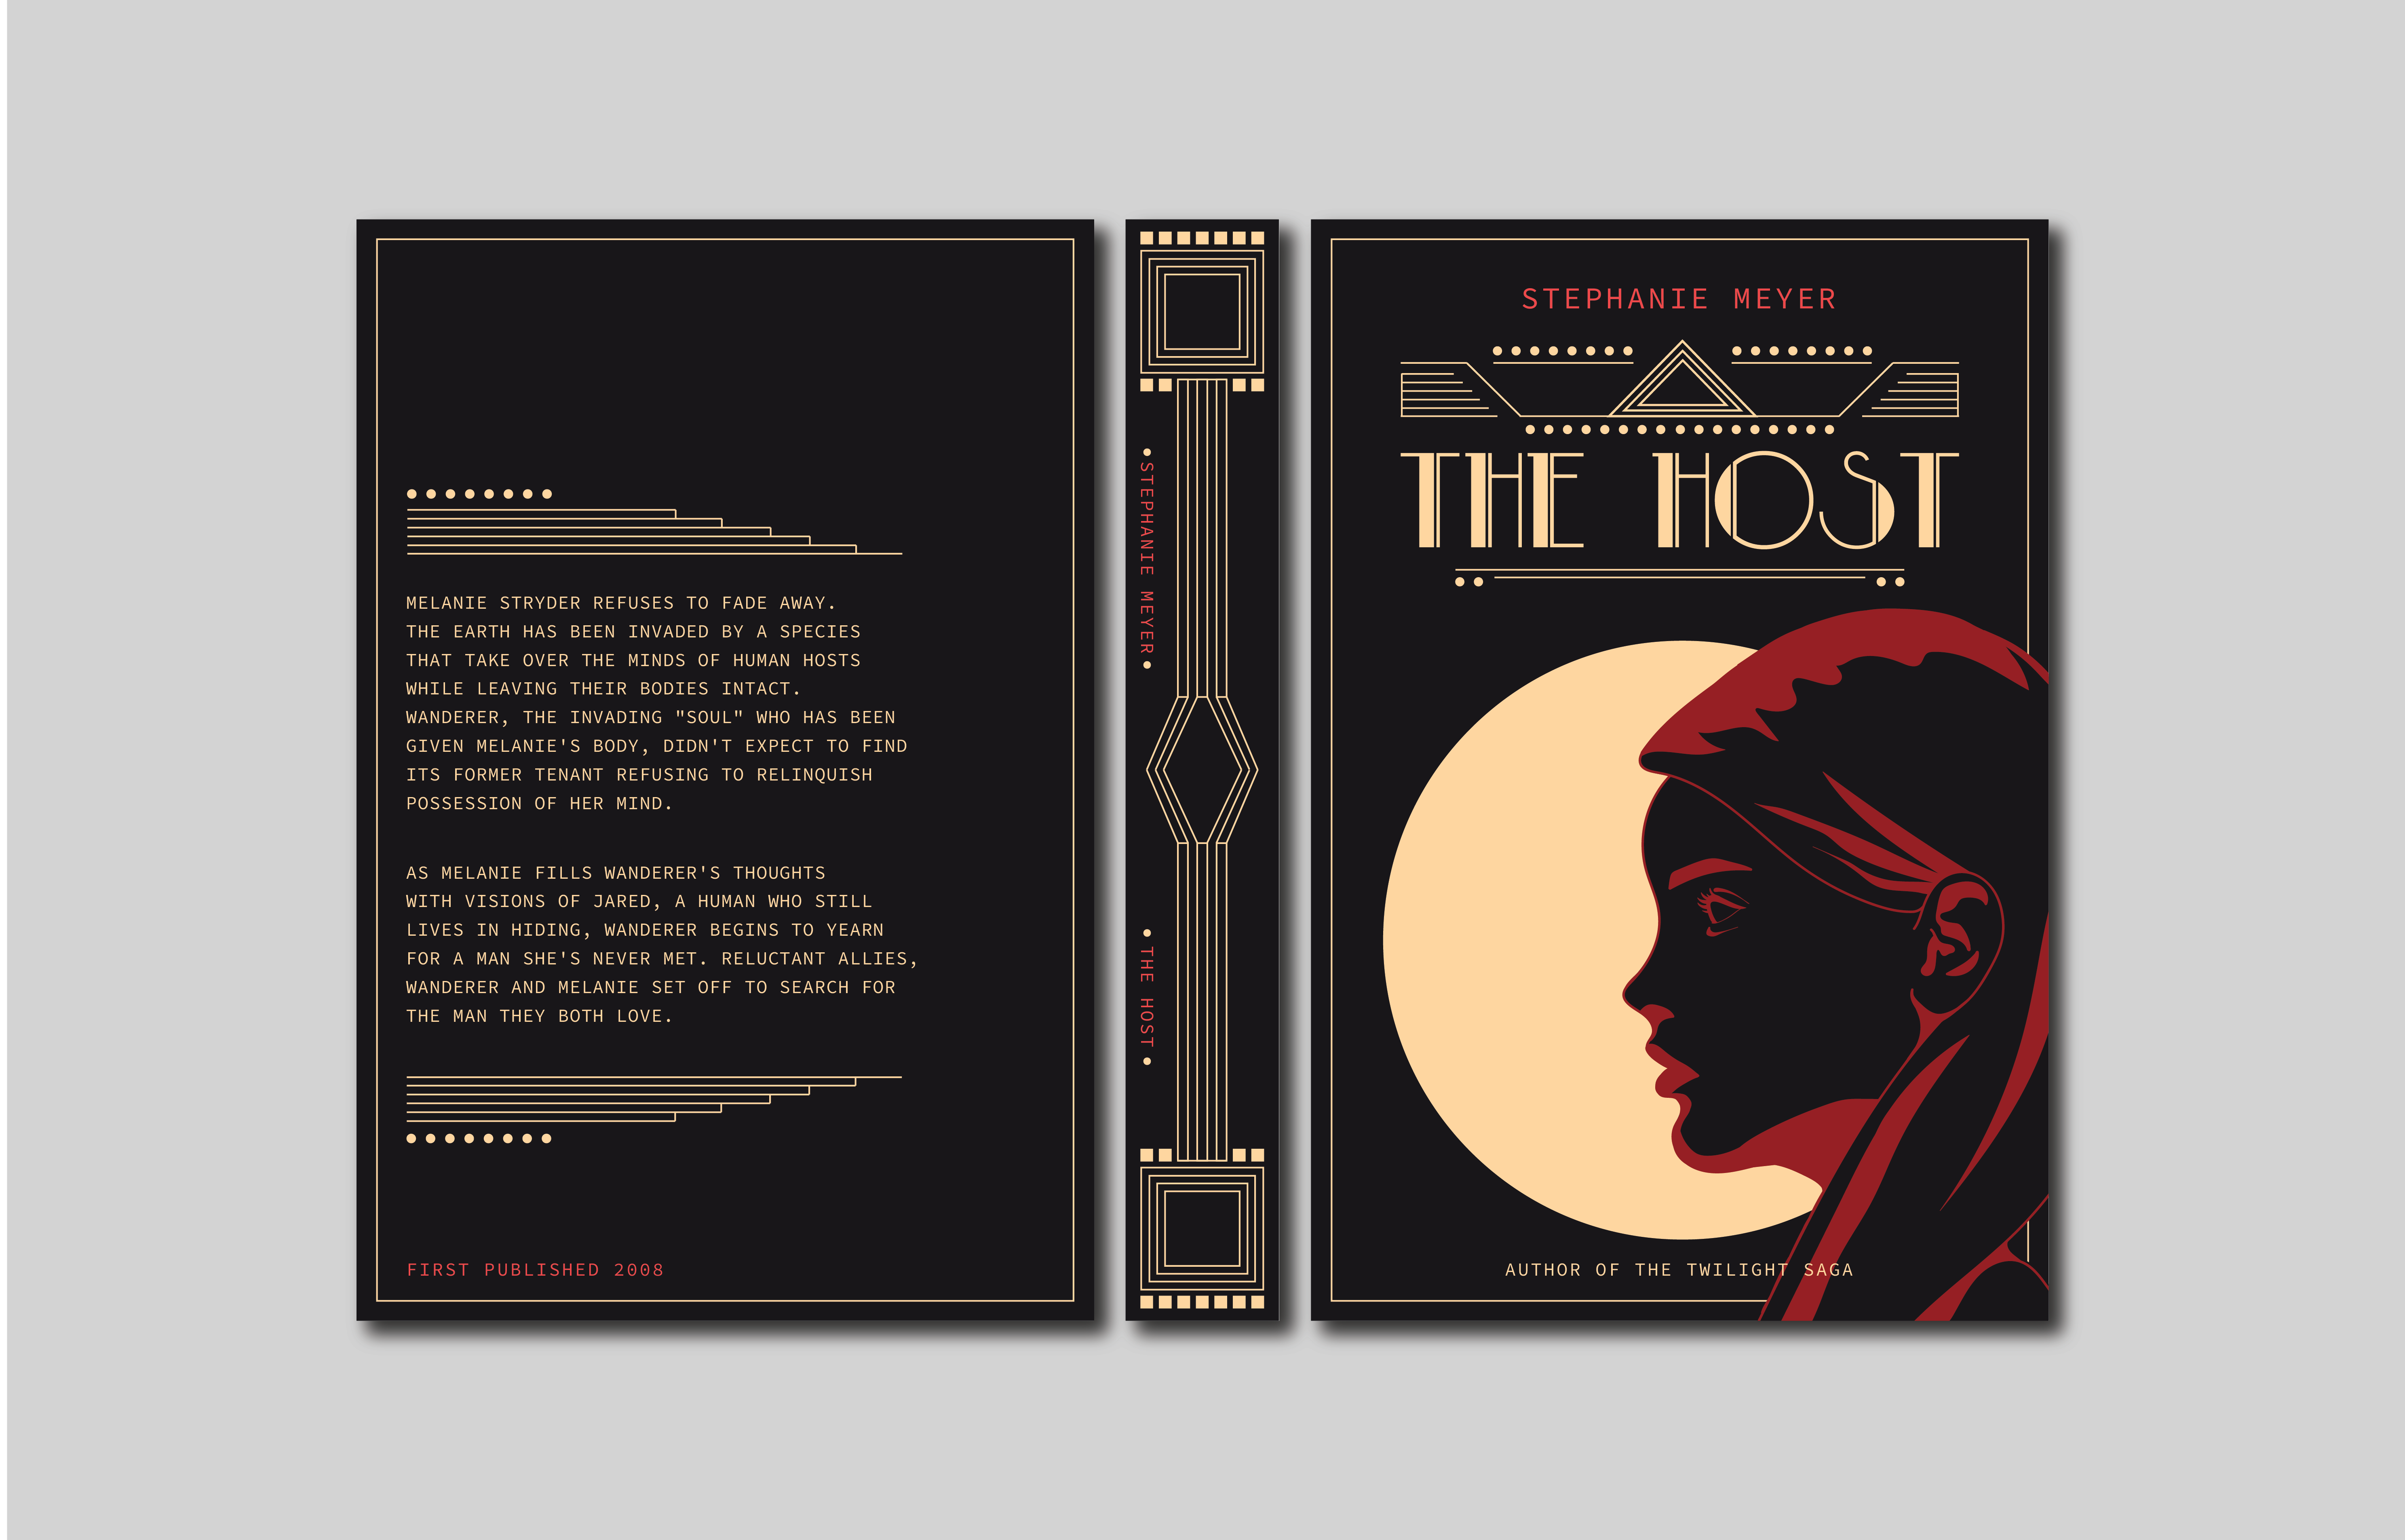 MELANIE STRYDER REFUSES TO FADE AWAY.
THE EARTH HAS BEEN INVADED BY A SPECIES
THAT TAKE OVER THE MINDS OF HUMAN HOSTS
WHILE LEAVING THEIR BODIES INTACT.
WANDERER, THE INVADING "SOUL" WHO HAS BEEN
GIVEN MELANIE'S BODY, DIDN'T EXPECT TO FIND
ITS FORMER TENANT REFUSING TO RELINQUISH
POSSESSION OF HER MIND.
AS MELANIE FILLS WANDERER'S THOUGHTS
WITH VISIONS OF JARED, A HUMAN WHO STILL
LIVES IN HIDING, WANDERER BEGINS TO YEARN
FOR A MAN SHE'S NEVER MET. RELUCTANT ALLIES,
WANDERER AND MELANIE SET OFF TO SEARCH FOR
THE MAN THEY BOTH LOVE.
FIRST PUBLISHED 2008
STEPHANIE MEYER
THE HOST
STEPHANIE MEYER
THE HOST
AUTHOR OF THE TWILIGHT SAGA